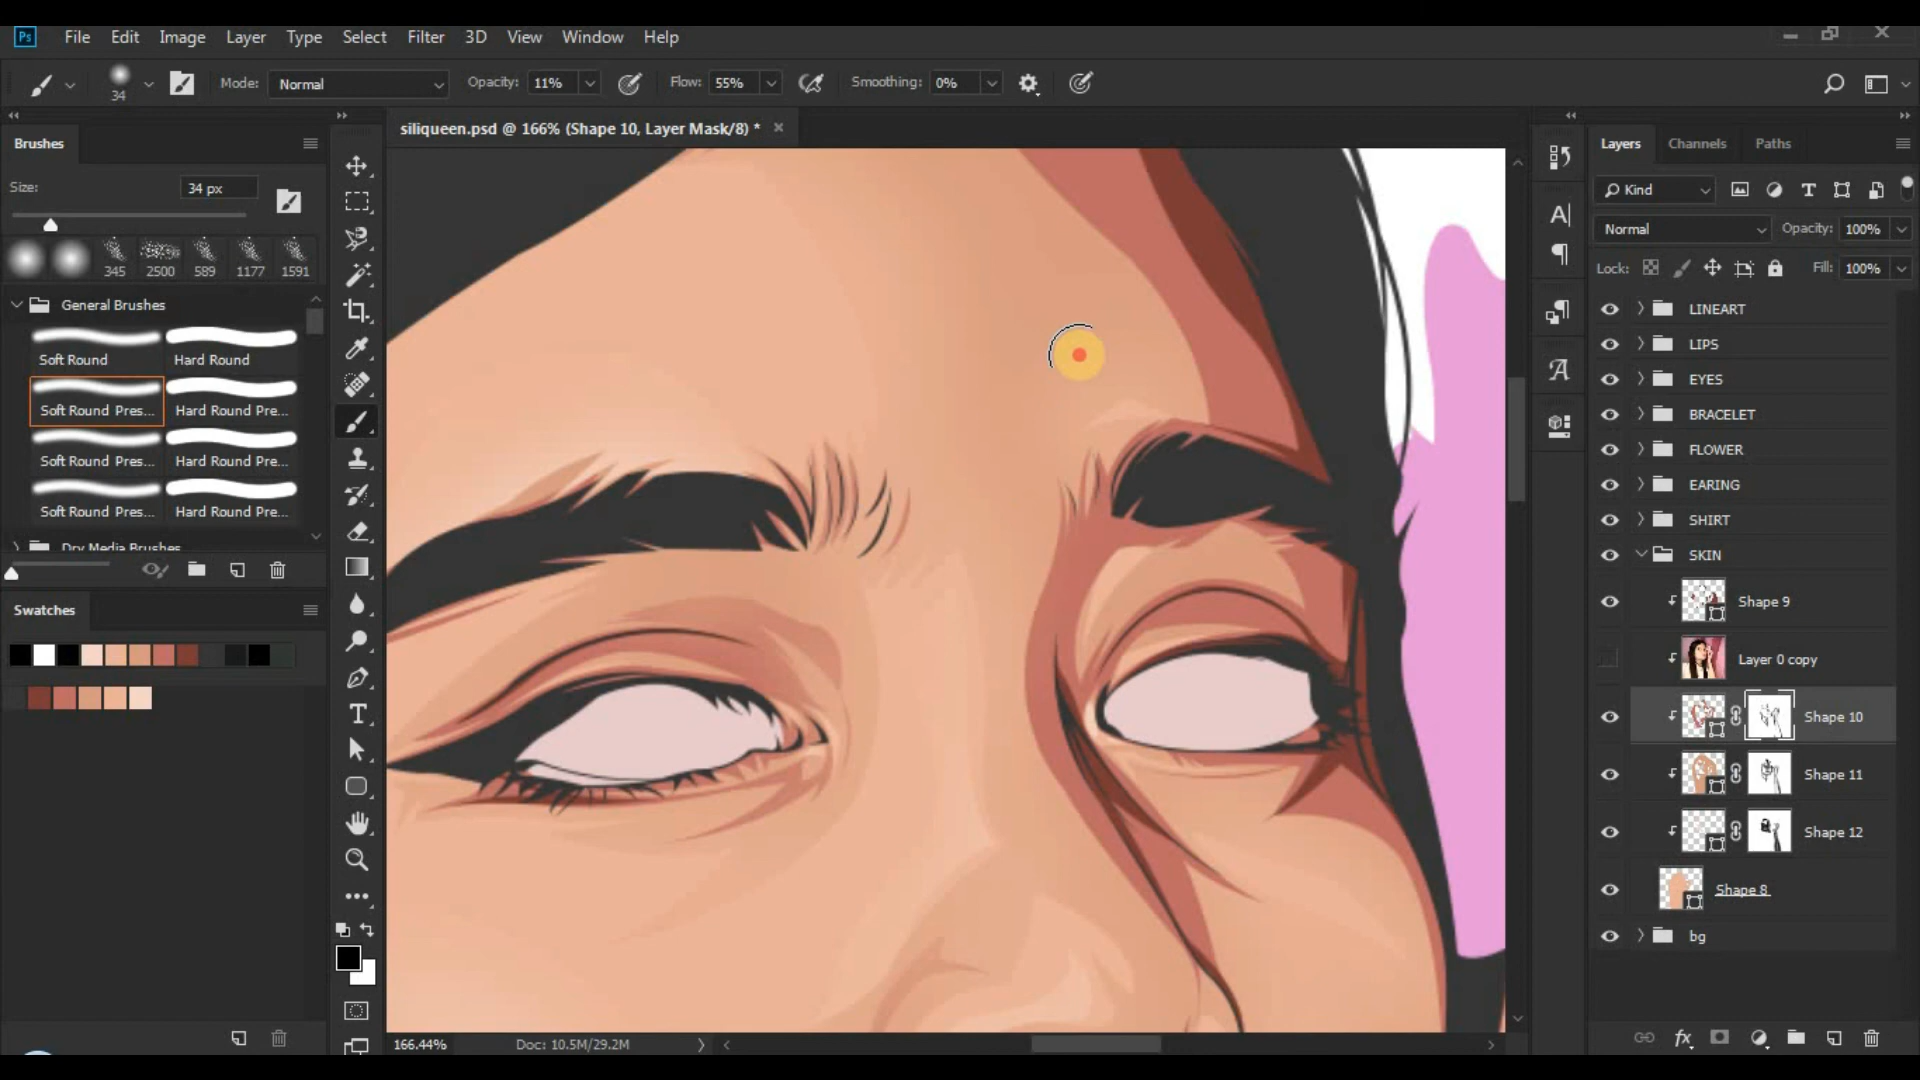 Ps File Edit Image Layer Type Select Filter 3D View Window Help
34 Mode: Normal Opacity: 11% Flow: 55% Smoothing: 0%
siliqueen.psd @ 166% (Shape 10, Layer Mask/8) *
Brushes
Size: 34 px
345 2500 589 1177 1591
General Brushes
Soft Round Hard Round
Soft Round Pres... Hard Round Pre...
Soft Round Pres... Hard Round Pre...
Soft Round Pres... Hard Round Pre...
Dry Media Brushes
Swatches
Layers Channels Paths
Kind
Normal Opacity: 100%
Lock: Fill: 100%
LINEART
LIPS
EYES
BRACELET
FLOWER
EARING
SHIRT
SKIN
Shape 9
Layer 0 copy
Shape 10
Shape 11
Shape 12
Shape 8
bg
166.44% Doc: 10.5M/29.2M